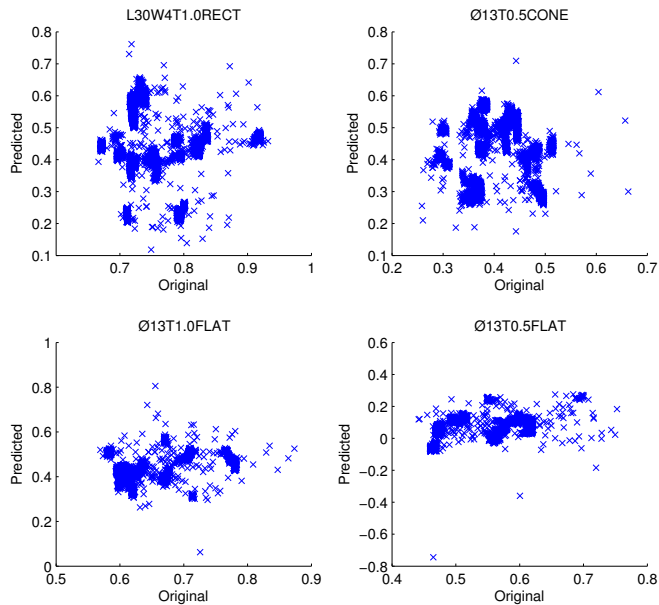 L30W4T1.0RECT
0.8
0.7
0.6
0.5
0.4
0.3
0.2
0.1
Predicted
0.7 0.8 0.9 1
Original
Ø13T0.5CONE
0.8
0.7
0.6
0.5
0.4
0.3
0.2
0.1
Predicted
0.2 0.3 0.4 0.5 0.6 0.7
Original
Ø13T1.0FLAT
1
0.8
0.6
0.4
0.2
0
Predicted
0.5 0.6 0.7 0.8 0.9
Original
Ø13T0.5FLAT
0.6
0.4
0.2
0
−0.2
−0.4
−0.6
−0.8
Predicted
0.4 0.5 0.6 0.7 0.8
Original